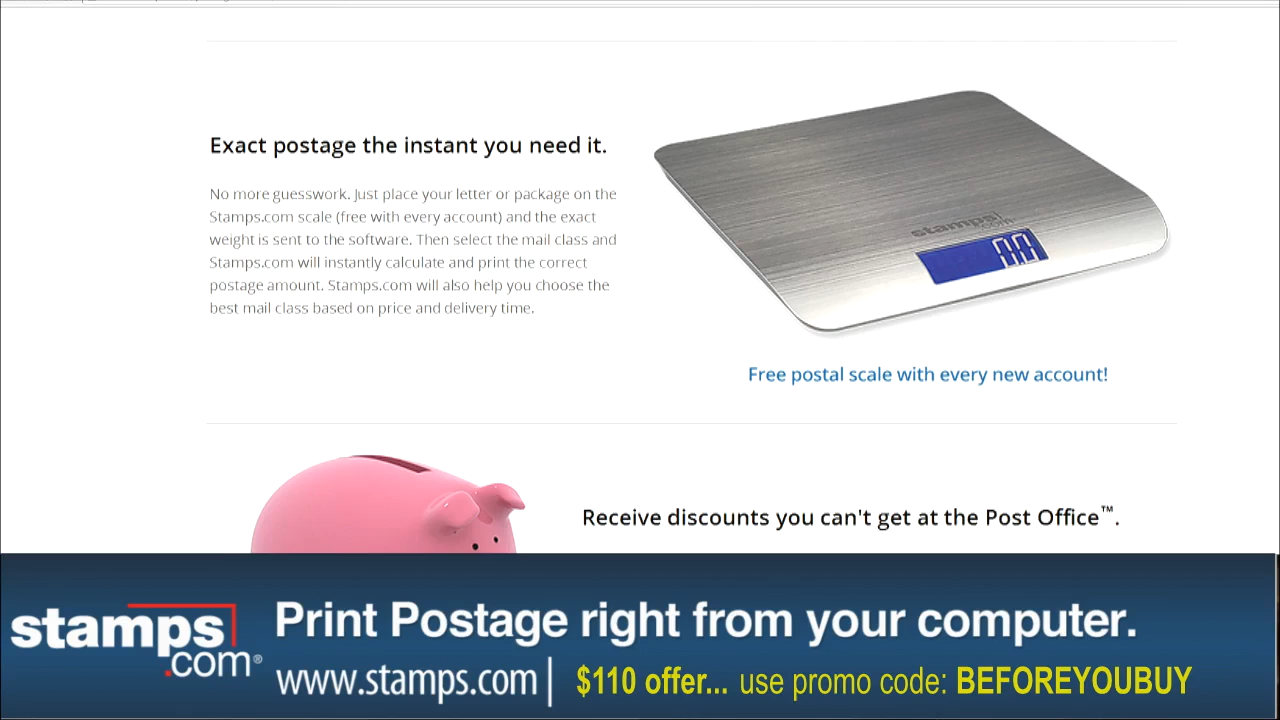 Exact postage the instant you need it.
No more guesswork. Just place your letter or package on the
Stamps.com scale (free with every account) and the exact
weight is sent to the software. Then select the mail class and
Stamps.com will instantly calculate and print the correct
postage amount. Stamps.com will also help you choose the
best mail class based on price and delivery time.
stamps
.com
0.0
Free postal scale with every new account!
Receive discounts you can't get at the Post Office™.
stamps
.com®
Print Postage right from your computer.
www.stamps.com | $110 offer... use promo code: BEFOREYOUBUY